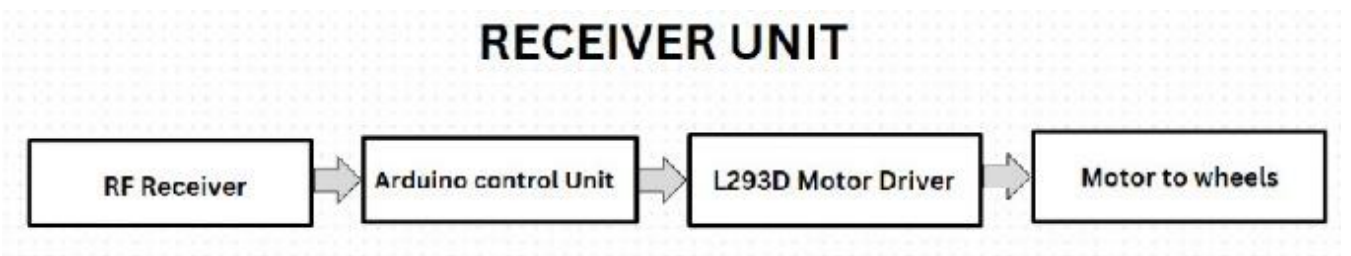 RECEIVER UNIT
RF Receiver
Arduino control Unit
L293D Motor Driver
Motor to wheels